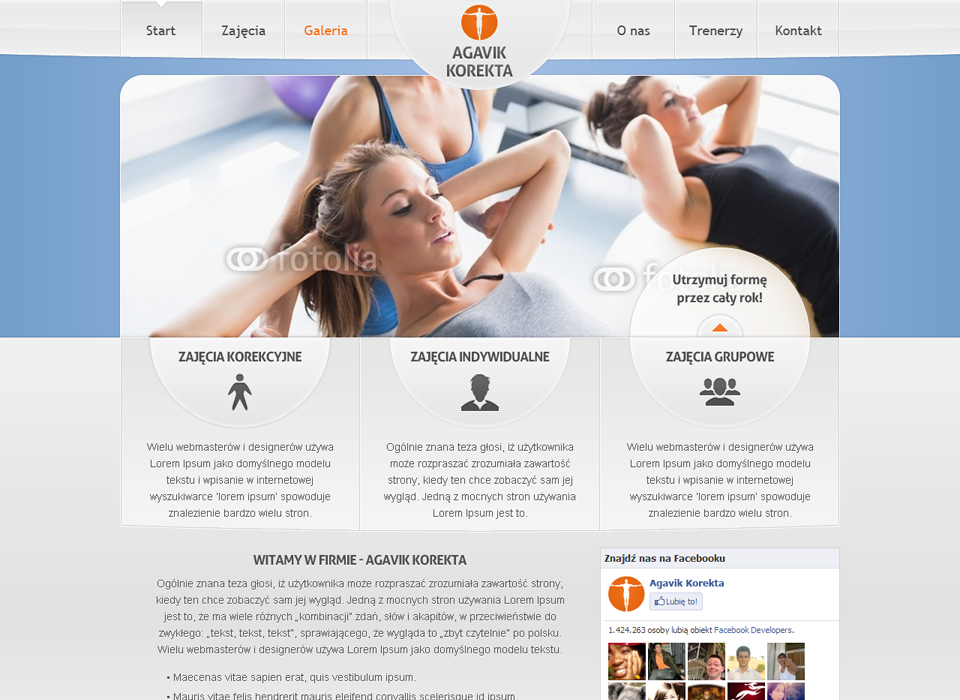 Start
Zajęcia
Galeria
AGAVIK
KOREKTA
O nas
Trenerzy
Kontakt
fotolia
fotolia
Utrzymuj formę
przez cały rok!
ZAJĘCIA KOREKCYJNE
Wielu webmasterów i designerów używa
Lorem Ipsum jako domyślnego modelu
tekstu i wpisanie w internetowej
wyszukiwarce 'lorem ipsum' spowoduje
znalezienie bardzo wielu stron.
ZAJĘCIA INDYWIDUALNE
Ogólnie znana teza głosi, iż użytkownika
może rozpraszać zrozumiała zawartość
strony, kiedy ten chce zobaczyć sam jej
wygląd. Jedną z mocnych stron używania
Lorem Ipsum jest to.
ZAJĘCIA GRUPOWE
Wielu webmasterów i designerów używa
Lorem Ipsum jako domyślnego modelu
tekstu i wpisanie w internetowej
wyszukiwarce 'lorem ipsum' spowoduje
znalezienie bardzo wielu stron.
WITAMY W FIRMIE - AGAVIK KOREKTA
Ogólnie znana teza głosi, iż użytkownika może rozpraszać zrozumiała zawartość strony,
kiedy ten chce zobaczyć sam jej wygląd. Jedną z mocnych stron używania Lorem Ipsum
jest to, że ma wiele różnych „kombinacji” zdań, słów i akapitów, w przeciwieństwie do
zwykłego: „tekst, tekst, tekst”, sprawiającego, że wygląda to „zbyt czytelnie” po polsku.
Wielu webmasterów i designerów używa Lorem Ipsum jako domyślnego modelu tekstu.
• Maecenas vitae sapien erat, quis vestibulum ipsum.
• Mauris vitae felis hendrerit mauris eleifend convallis scelerisque id ipsum.
Znajdź nas na Facebooku
Agavik Korekta
Lubię to!
1.424.263 osoby lubią obiekt Facebook Developers.